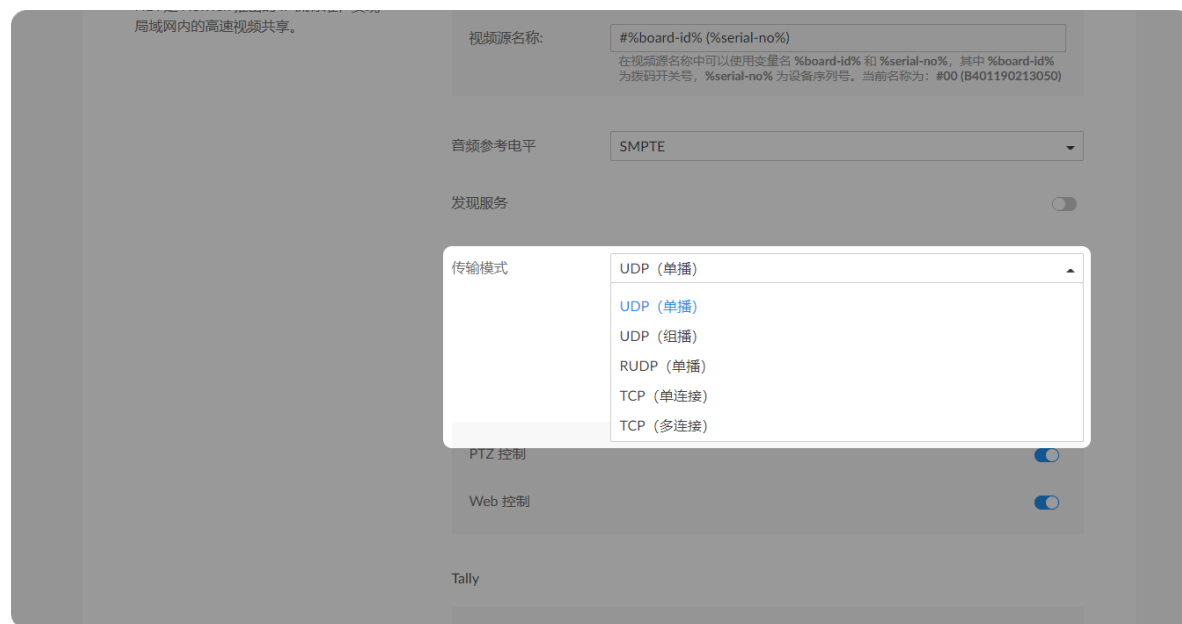 局域网内的高速视频共享。
视频源名称:
#%board-id% (%serial-no%)
在视频源名称中可以使用变量名 %board-id% 和 %serial-no%，其中 %board-id%
为拨码开关号，%serial-no% 为设备序列号。当前名称为：#00 (B401190213050)
音频参考电平
SMPTE
发现服务
传输模式
UDP（单播）
UDP（单播）
UDP（组播）
RUDP（单播）
TCP（单连接）
TCP（多连接）
PTZ 控制
Web 控制
Tally